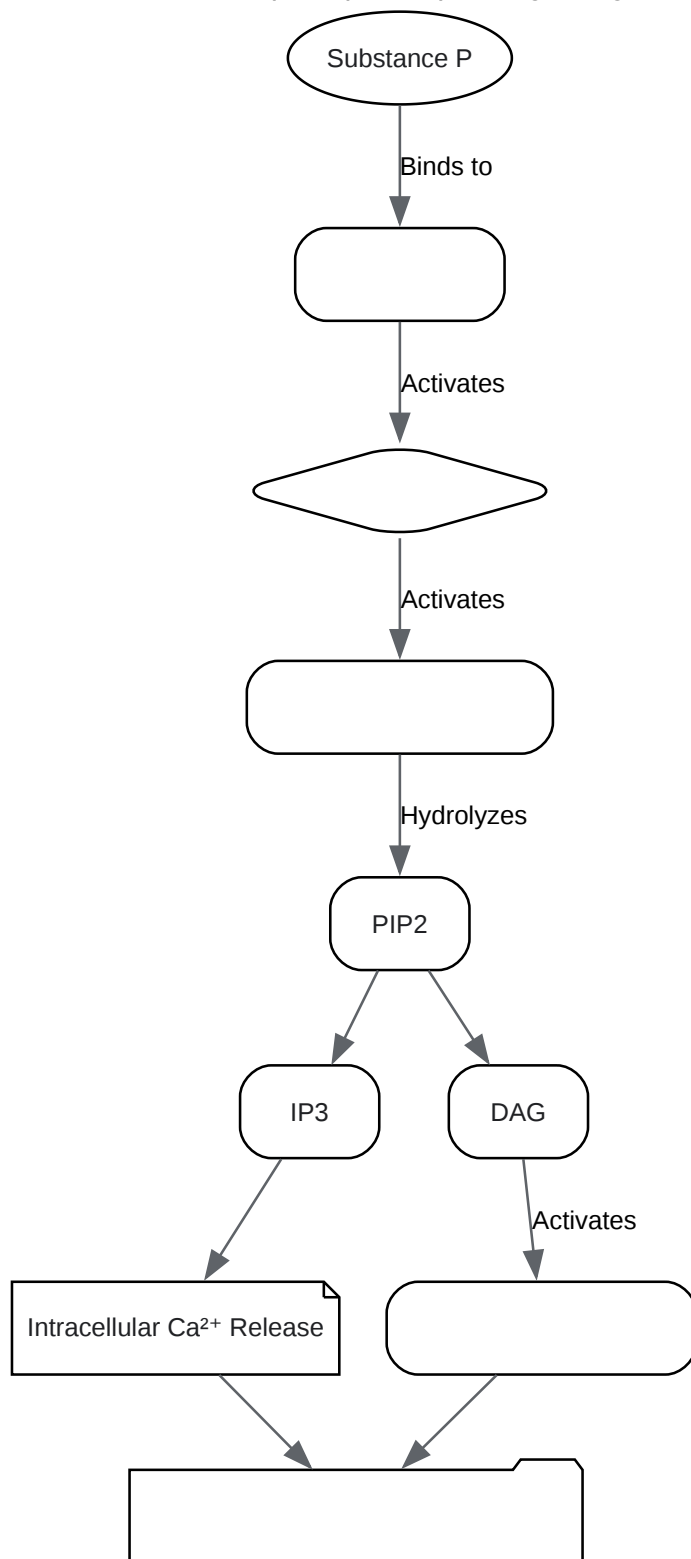 Substance P
Binds to
Activates
Activates
Hydrolyzes
PIP2
IP3
DAG
Activates
Intracellular Ca²⁺ Release